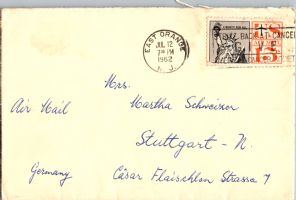 EAST ORANGE
JUL 12
7 PM
1962
N. J.
Mrs.
Air Mail
Martha Schweizer
Stuttgart - N.
Germany
Cäsar Flaischlen Strasse 7